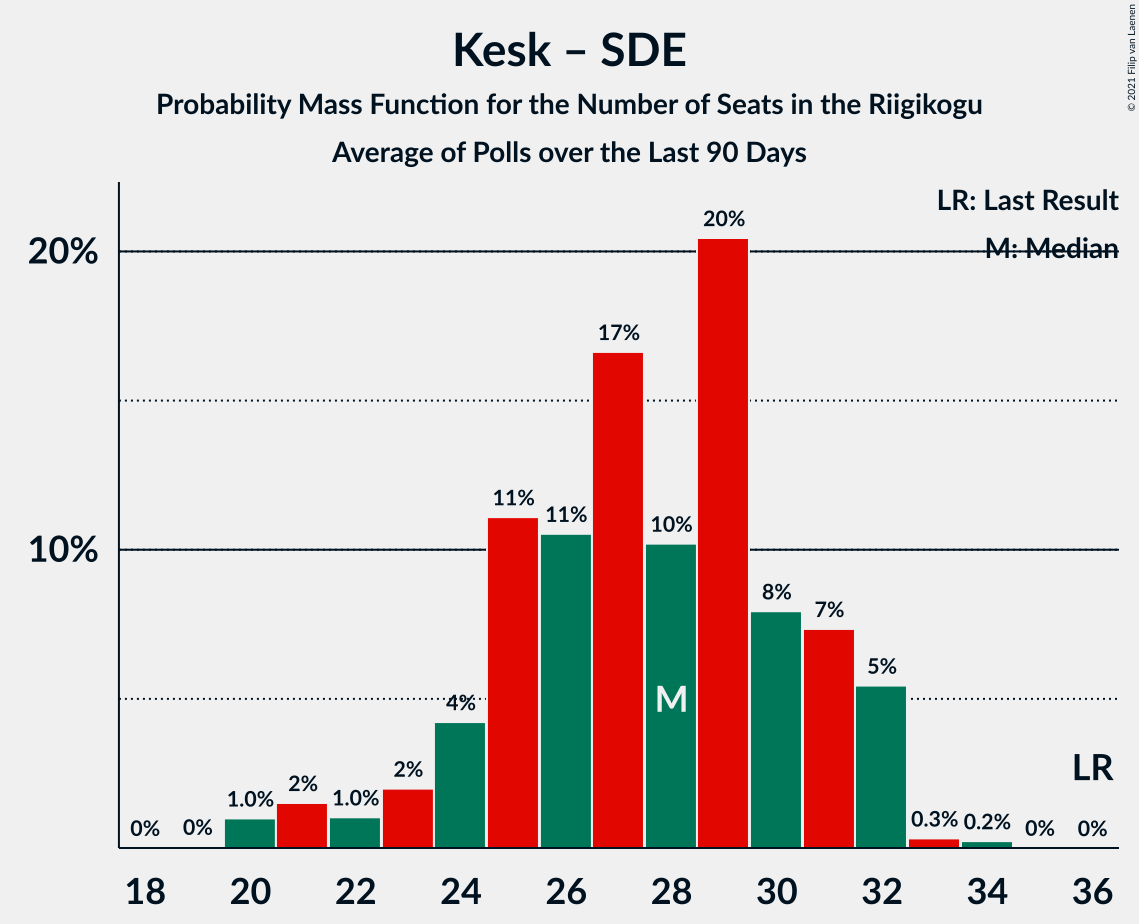 Kesk – SDE
Probability Mass Function for the Number of Seats in the Riigikogu
Average of Polls over the Last 90 Days
© 2021 Filip van Laenen
LR: Last Result
M: Median
20%
10%
0%
0%
1.0%
2%
1.0%
2%
4%
11%
11%
17%
10%
20%
8%
7%
5%
0.3%
0.2%
0%
0%
M
LR
18 20 22 24 26 28 30 32 34 36